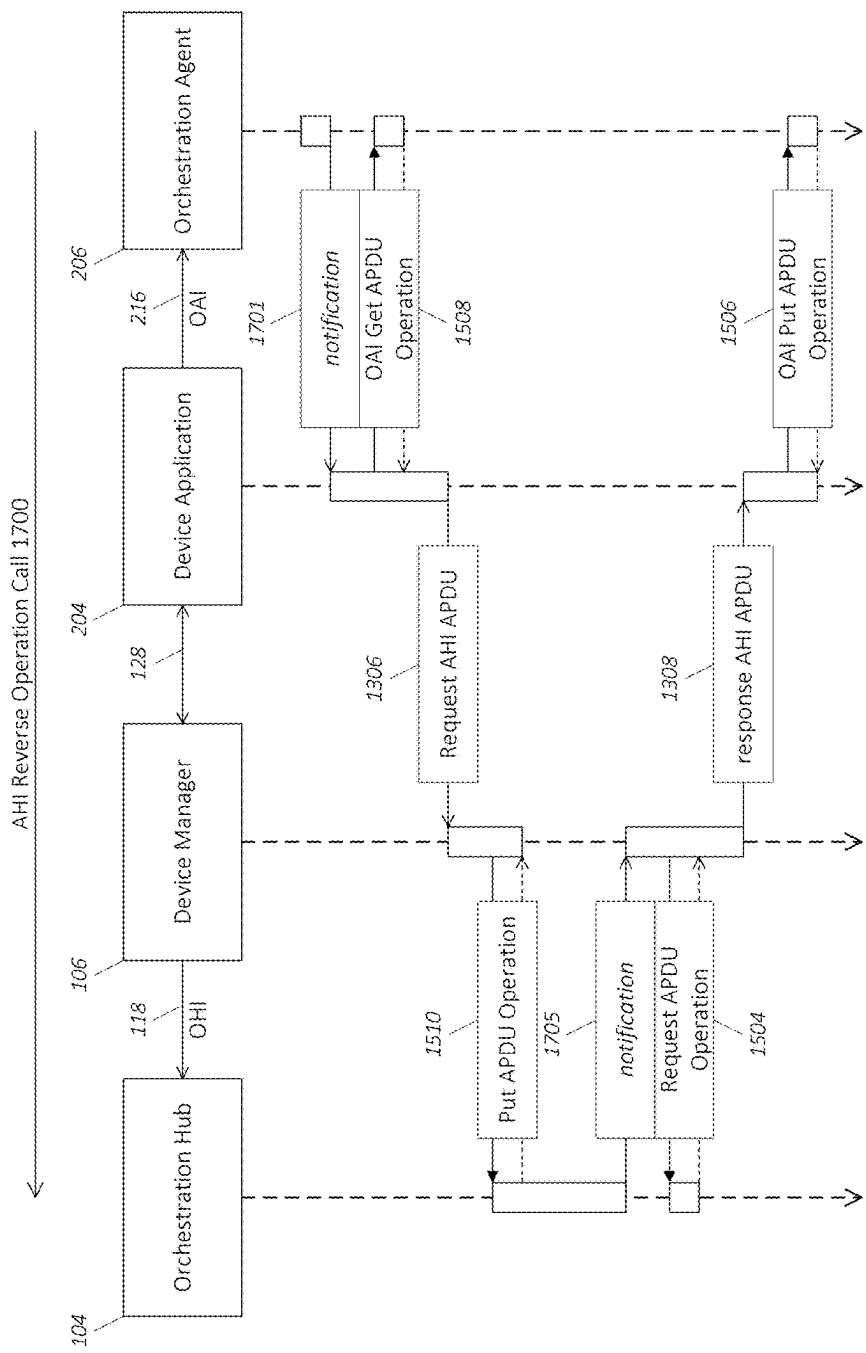 AHI Reverse Operation Call 1700
104
Orchestration Hub
118
OHI
106
Device Manager
128
204
Device Application
216
OAI
206
Orchestration Agent
1701
notification
OAI Get APDU
Operation
1508
1306
Request AHI APDU
1510
Put APDU Operation
1705
notification
Request APDU
Operation
1504
1308
response AHI APDU
1506
OAI Put APDU
Operation